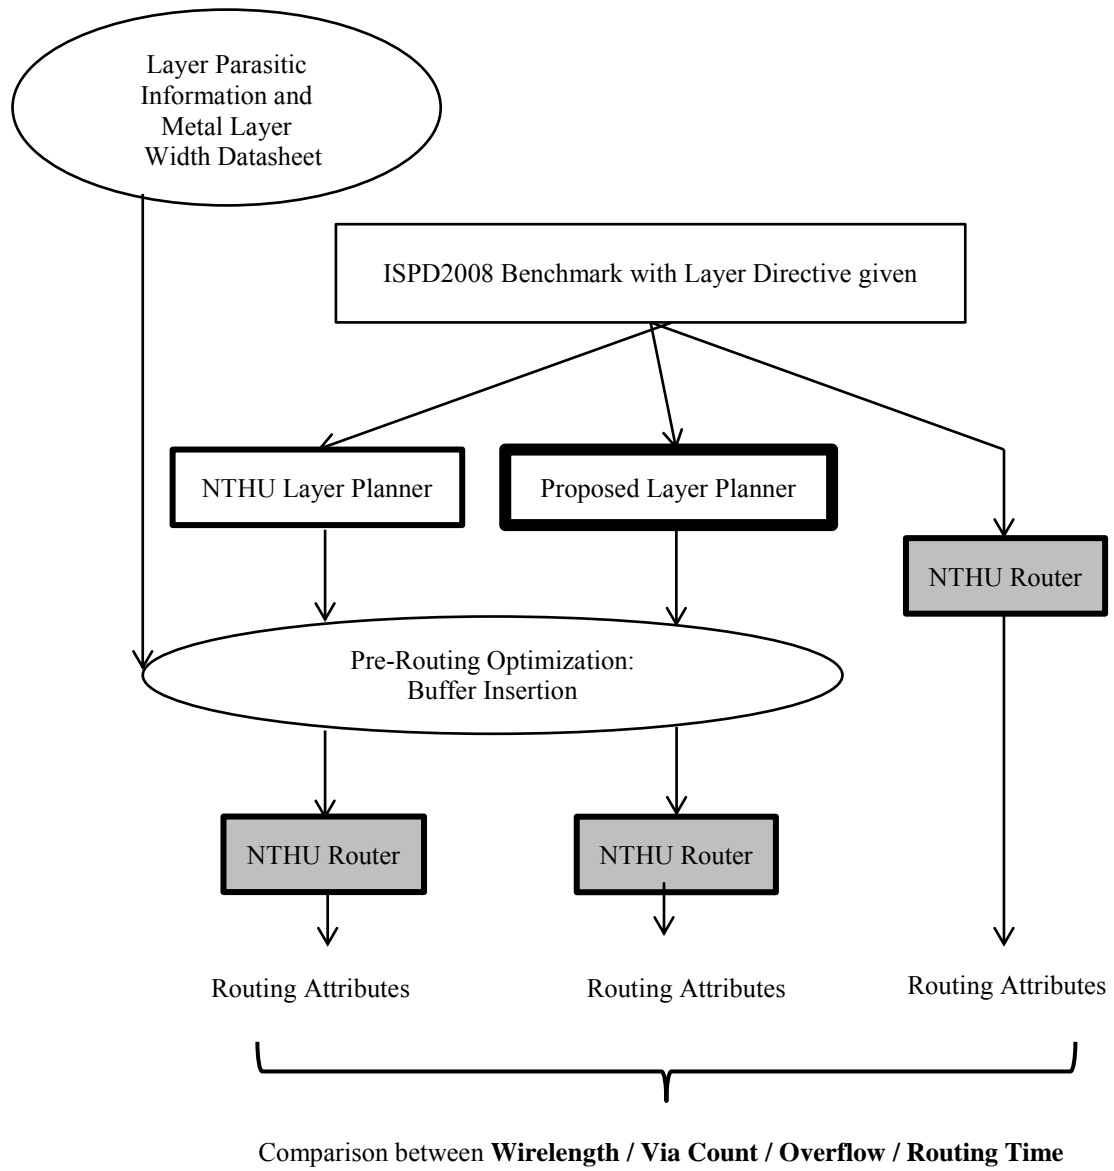 Layer Parasitic
Information and
Metal Layer
Width Datasheet
ISPD2008 Benchmark with Layer Directive given
NTHU Layer Planner
Proposed Layer Planner
NTHU Router
Pre-Routing Optimization:
Buffer Insertion
NTHU Router
NTHU Router
Routing Attributes
Routing Attributes
Routing Attributes
Comparison between Wirelength / Via Count / Overflow / Routing Time